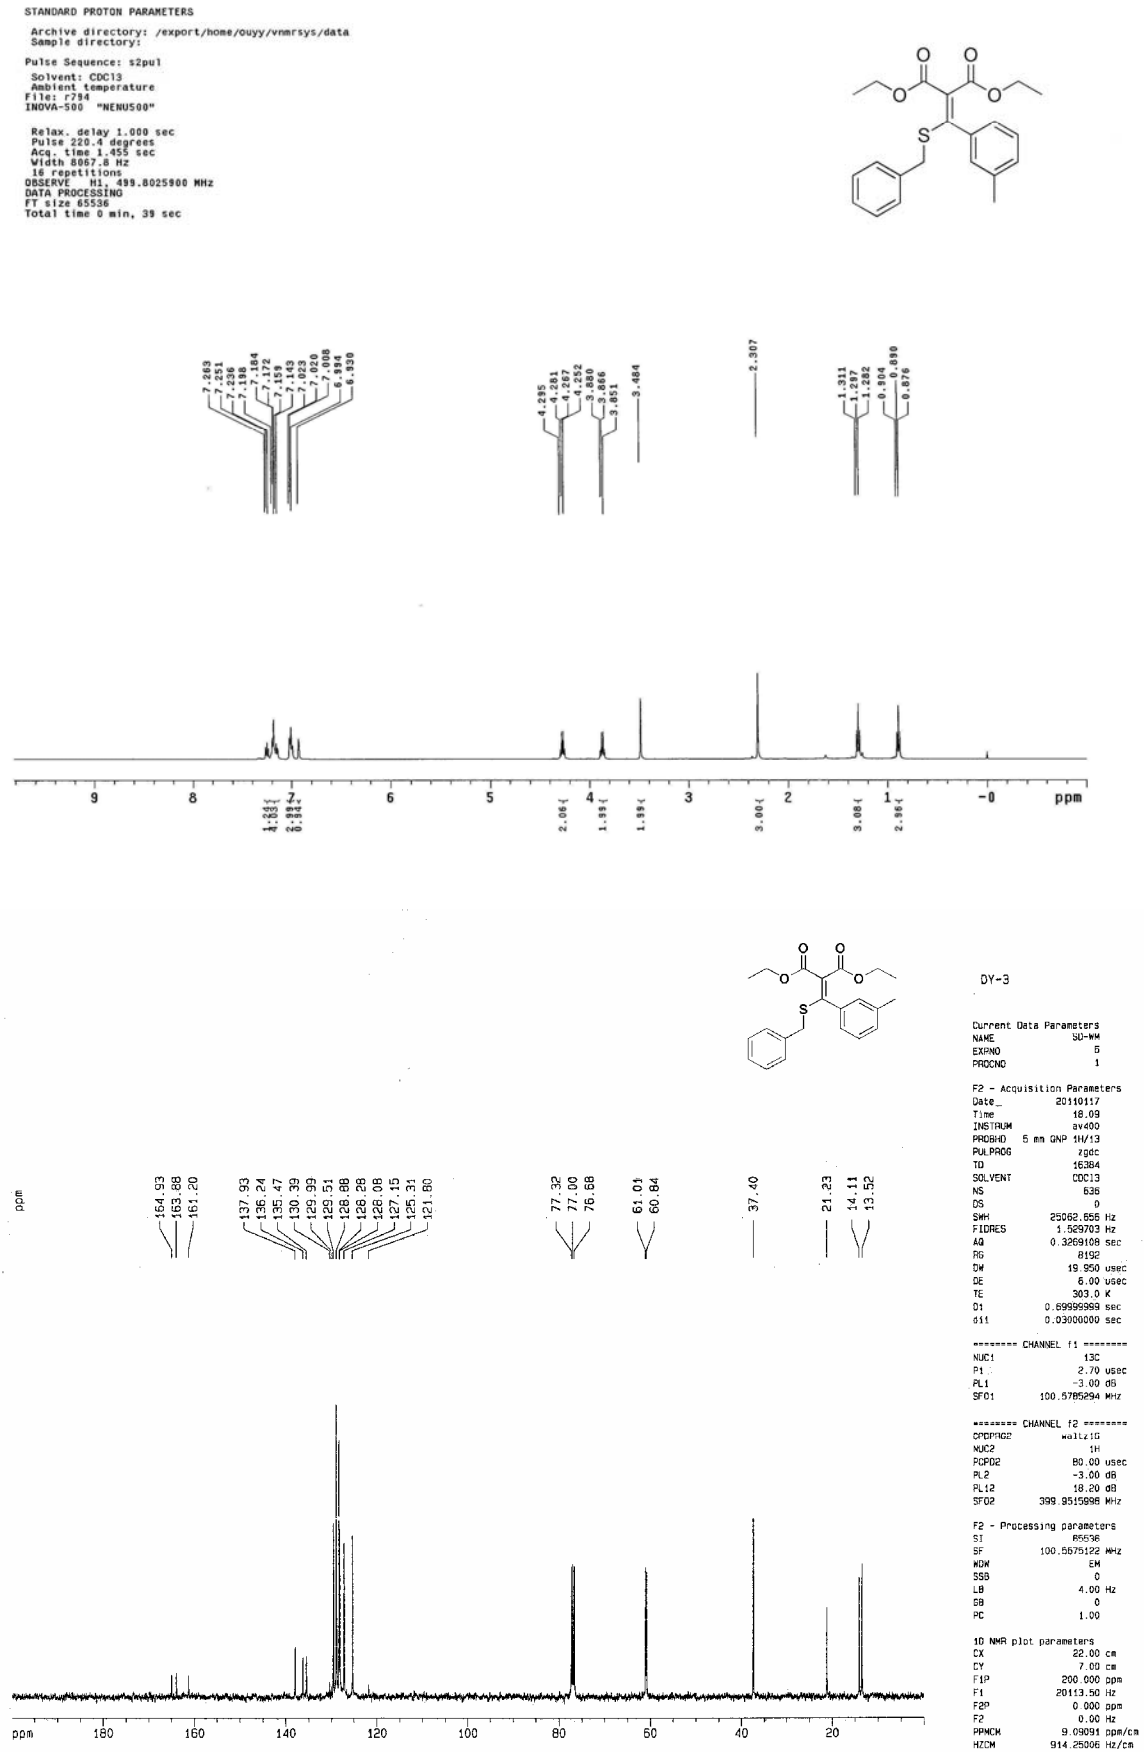 STANDARD PROTON PARAMETERS
Archive directory: /export/home/ouyy/vnmrsys/data
Sample directory:
Pulse Sequence: s2pul
Solvent: CDCl3
Ambient temperature
File: r794
INOVA-500 "NENU500"
Relax. delay 1.000 sec
Pulse 220.4 degrees
Acq. time 1.455 sec
Width 8067.8 Hz
16 repetitions
OBSERVE H1, 499.8025900 MHz
DATA PROCESSING
FT size 65536
Total time 0 min, 39 sec
O O
O O
S
7.263
7.251
7.236
7.198
7.184
7.172
7.159
7.143
7.023
7.020
7.008
6.994
6.930
4.295
4.281
4.267
4.252
3.880
3.866
3.851
3.484
2.307
1.311
1.297
1.282
0.904
0.890
0.876
9 8 7 6 5 4 3 2 1 -0 ppm
1.24
4.03
2.99
0.94
2.06
1.99
1.99
3.00
3.08
2.96
O O
O O
S
DY-3
Current Data Parameters
NAME SD-WM
EXPNO 5
PROCNO 1
F2 - Acquisition Parameters
Date_ 20110117
Time 18.09
INSTRUM av400
PROBHD 5 mm QNP 1H/13
PULPROG zgdc
TD 16384
SOLVENT CDCl3
NS 636
DS 0
SWH 25062.656 Hz
FIDRES 1.529703 Hz
AQ 0.3269108 sec
RG 8192
DW 19.950 usec
DE 6.00 usec
TE 303.0 K
D1 0.69999999 sec
d11 0.03000000 sec
======== CHANNEL f1 ========
NUC1 13C
P1 2.70 usec
PL1 -3.00 dB
SFO1 100.5785294 MHz
======== CHANNEL f2 ========
CPDPRG2 waltz16
NUC2 1H
PCPD2 80.00 usec
PL2 -3.00 dB
PL12 18.20 dB
SFO2 399.9515998 MHz
F2 - Processing parameters
SI 65536
SF 100.5675122 MHz
WDW EM
SSB 0
LB 4.00 Hz
GB 0
PC 1.00
1D NMR plot parameters
CX 22.00 cm
CY 7.00 cm
F1P 200.000 ppm
F1 20113.50 Hz
F2P 0.000 ppm
F2 0.00 Hz
PPMCM 9.09091 ppm/cm
HZCM 914.25006 Hz/cm
ppm
164.93
163.88
161.20
137.93
136.24
135.47
130.39
129.99
129.51
128.88
128.28
128.08
127.15
125.31
121.80
77.32
77.00
76.68
61.01
60.84
37.40
21.23
14.11
13.52
ppm 180 160 140 120 100 80 60 40 20